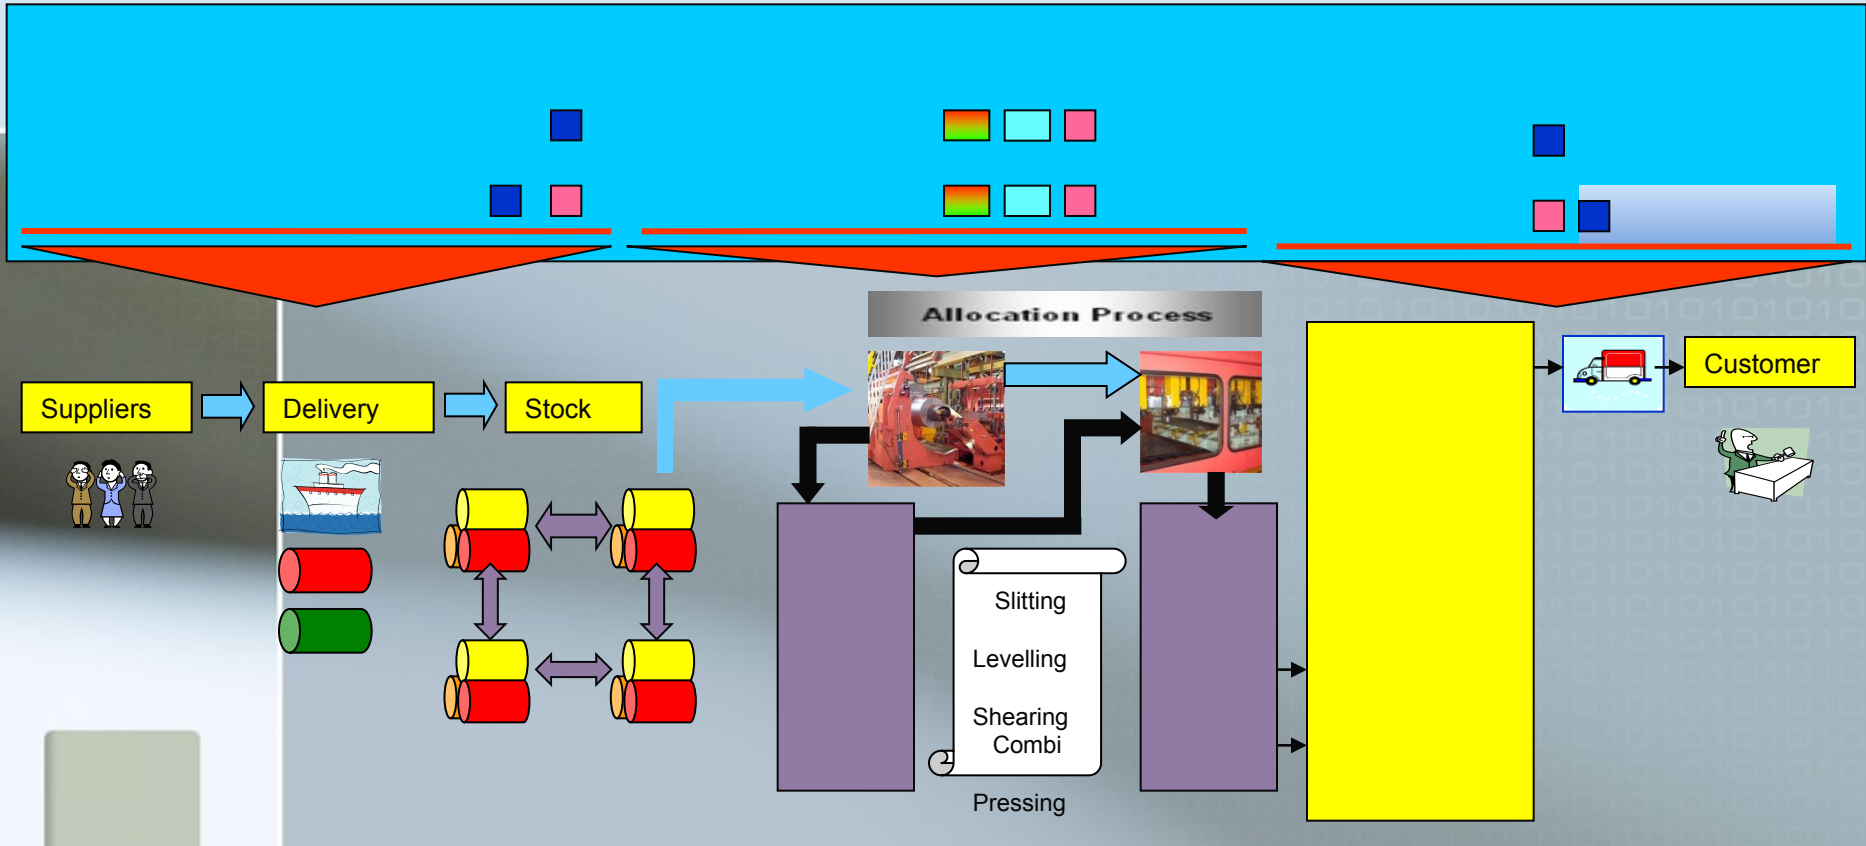 Allocation Process
Suppliers
Delivery
Stock
Customer
Slitting
Levelling
Shearing
Combi
Pressing